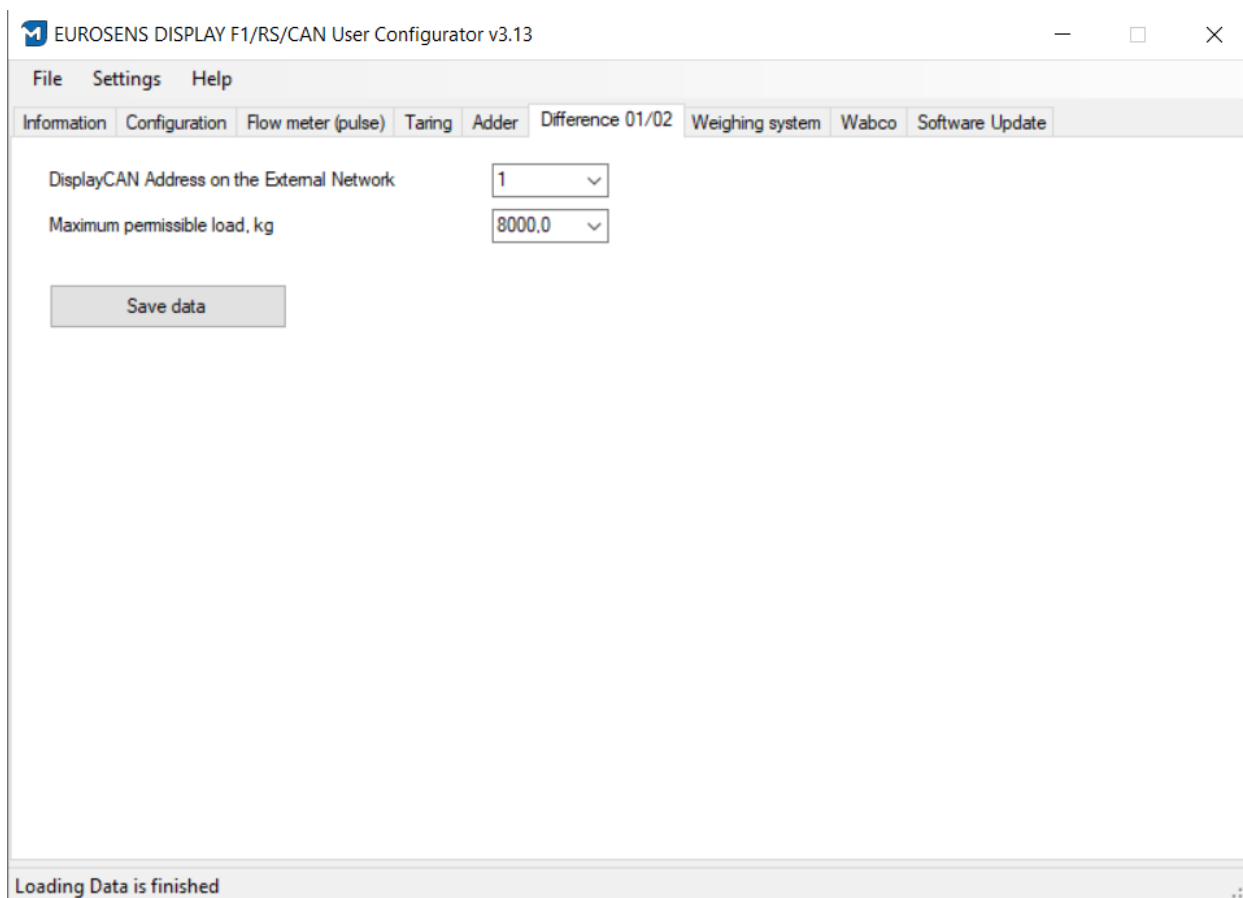 EUROSENS DISPLAY F1/RS/CAN User Configurator v3.13
File Settings Help
Information Configuration Flow meter (pulse) Taring Adder Difference 01/02 Weighing system Wabco Software Update
DisplayCAN Address on the External Network 1
Maximum permissible load, kg 8000,0
Save data
Loading Data is finished